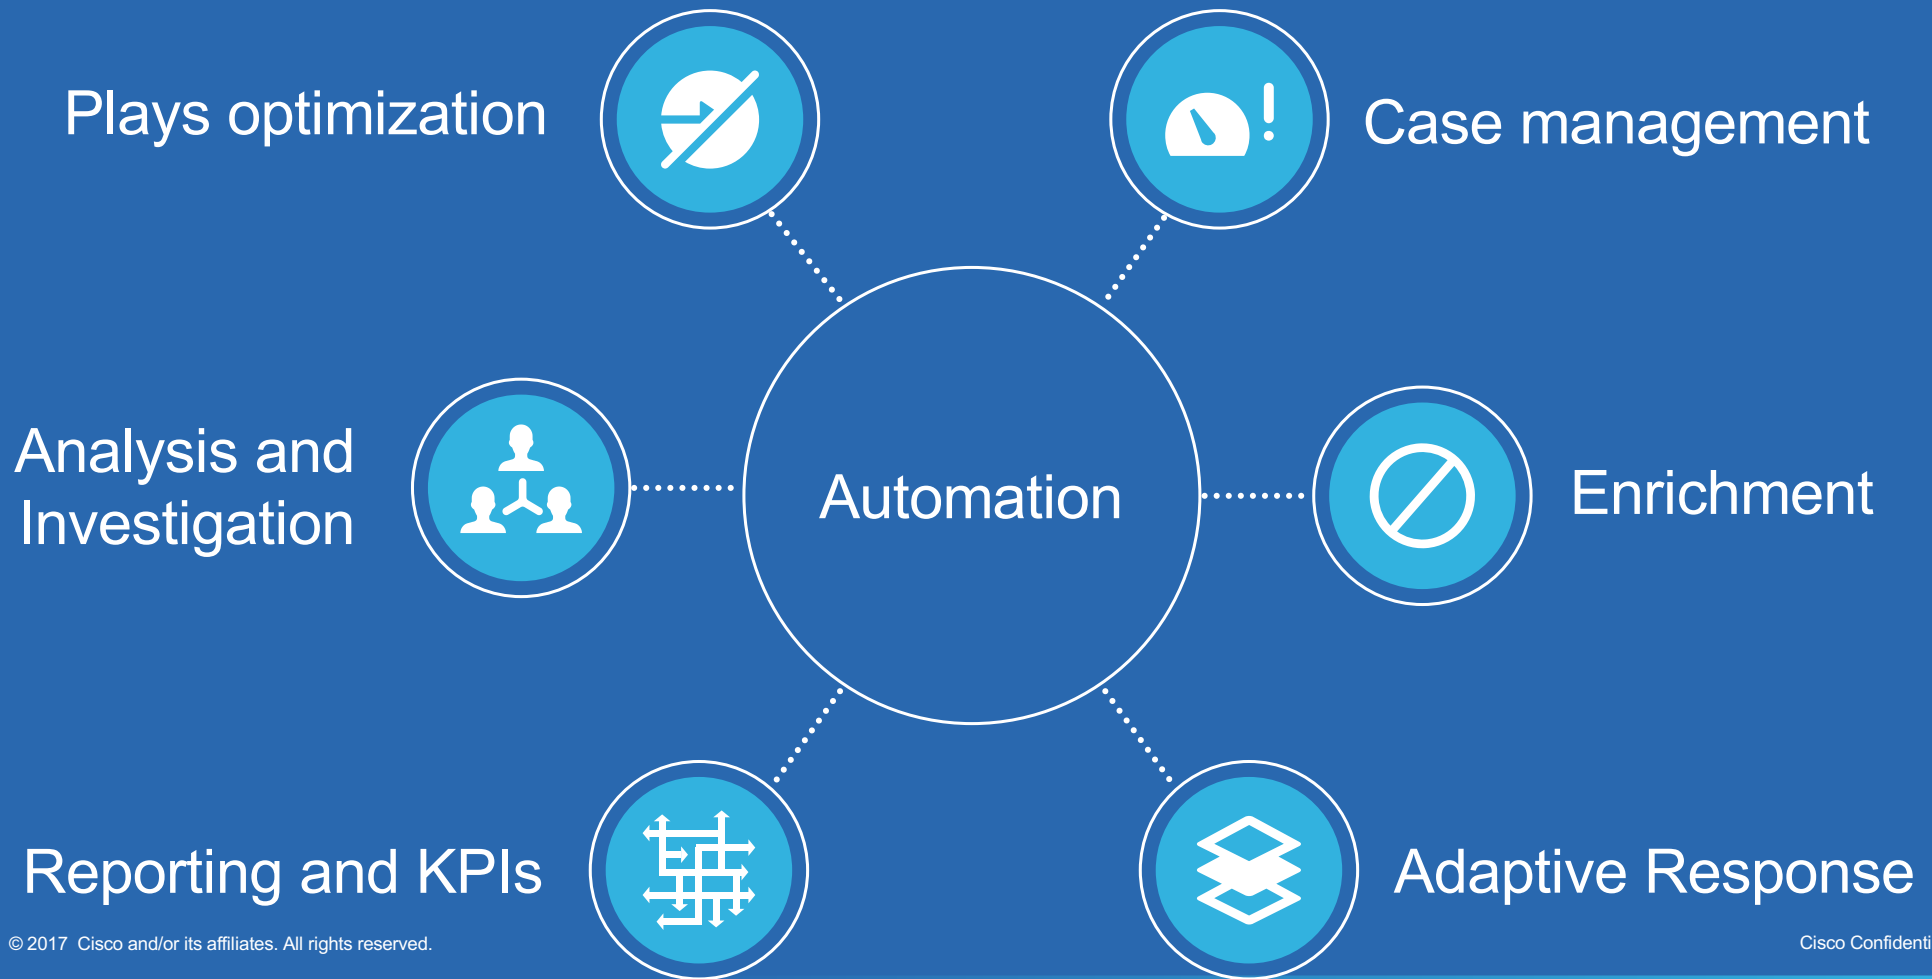 Plays optimization
Case management
Analysis and
Investigation
Automation
Enrichment
Reporting and KPIs
Adaptive Response
© 2017 Cisco and/or its affiliates. All rights reserved.
Cisco Confidenti